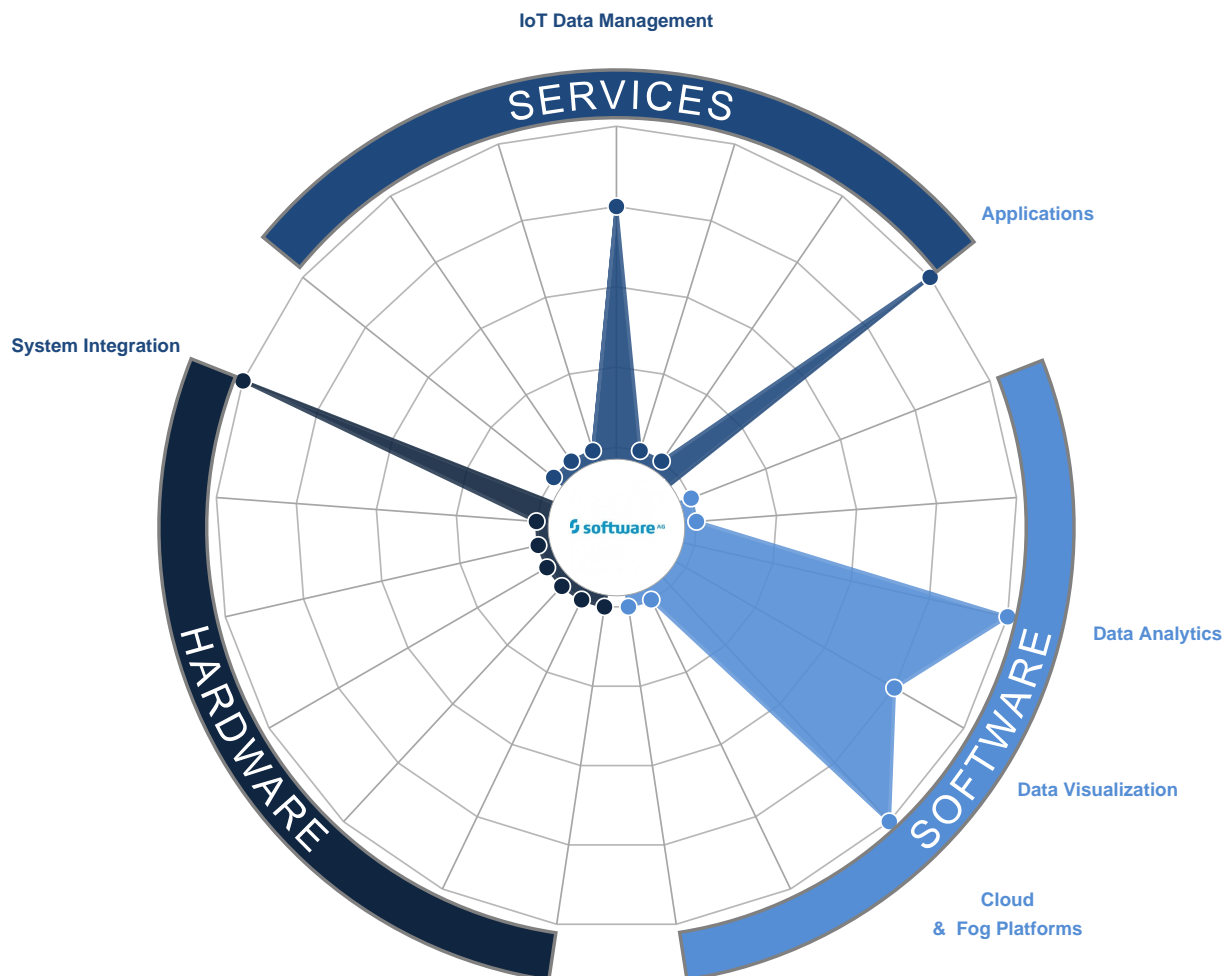 IoT Data Management
SERVICES
Applications
System Integration
software AG
Data Analytics
HARDWARE
SOFTWARE
Data Visualization
Cloud
& Fog Platforms